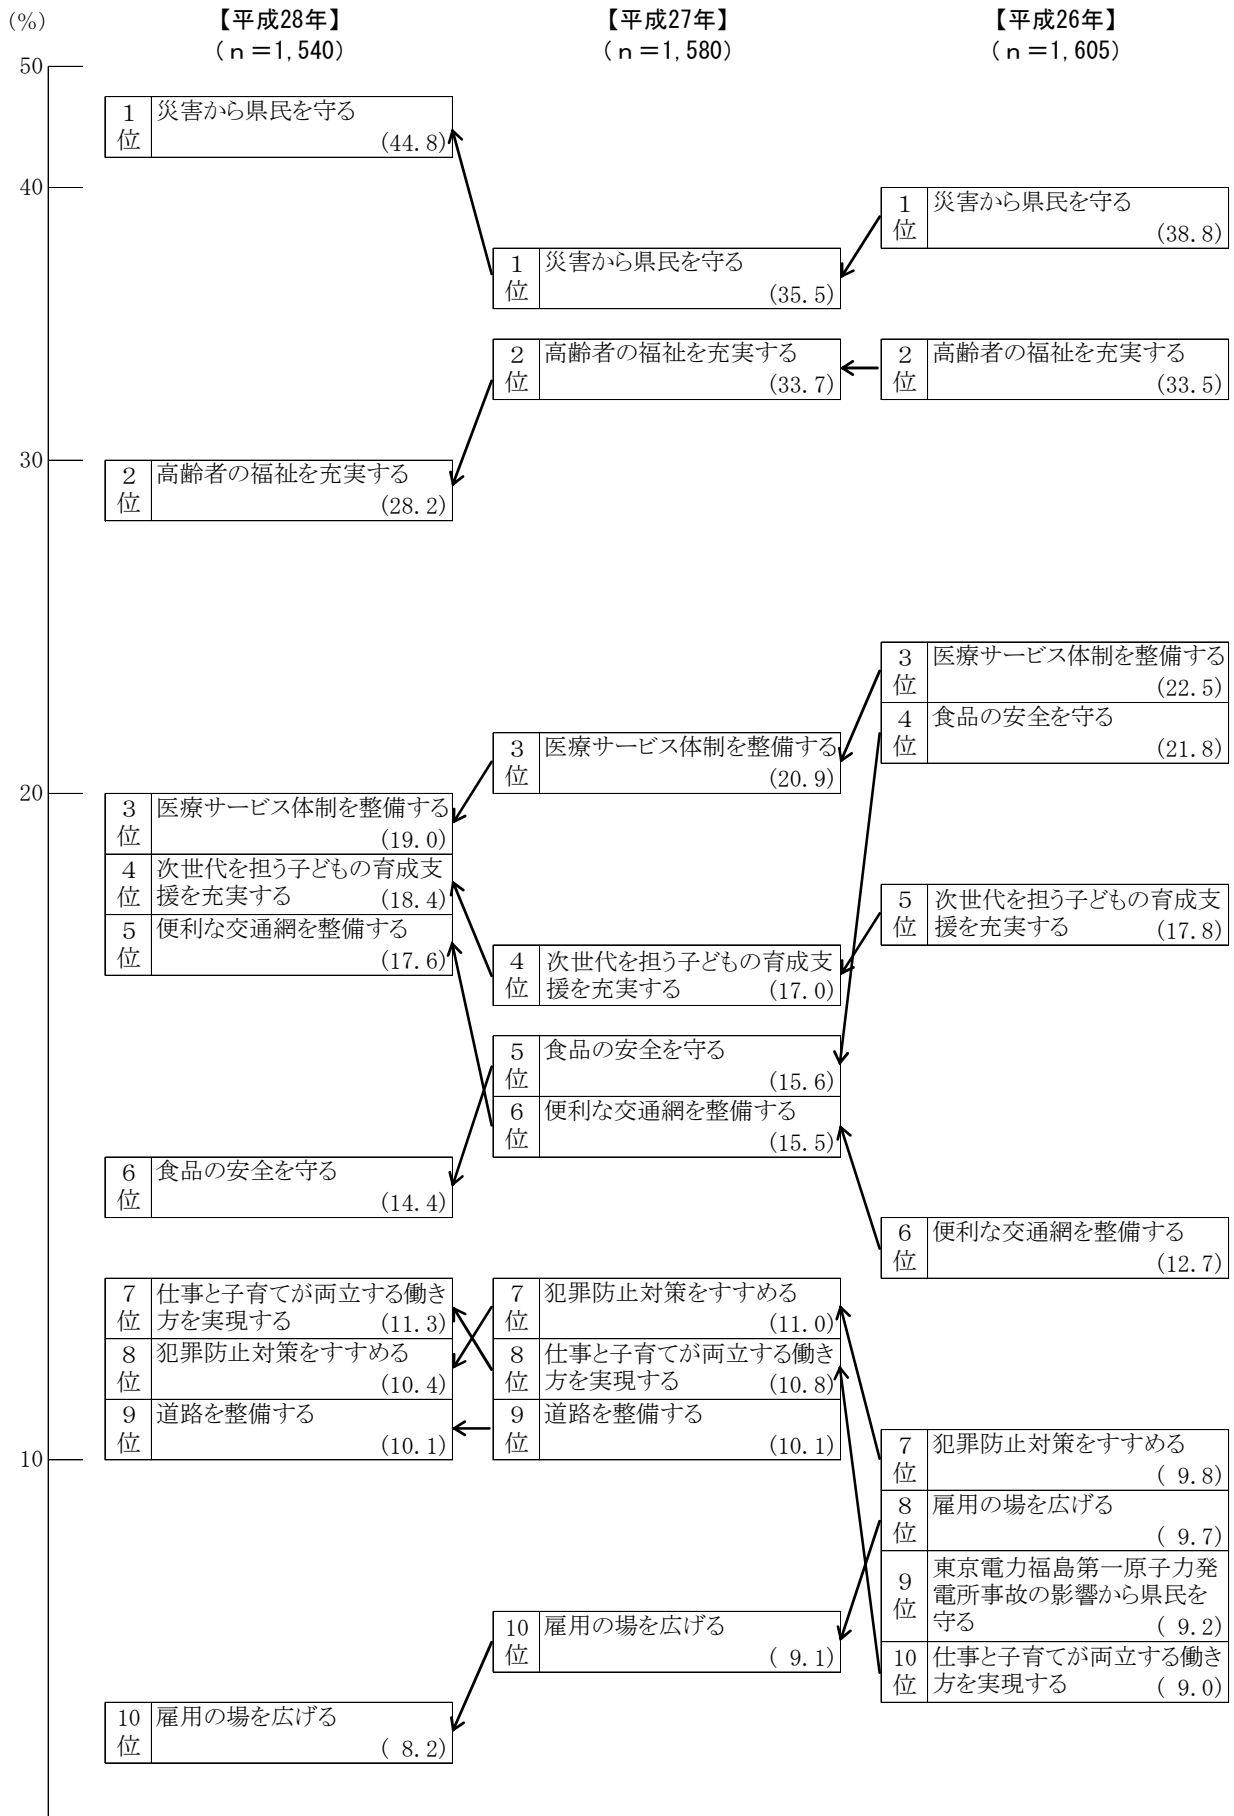 (%)
【平成28年】
(n=1,540)
【平成27年】
(n=1,580)
【平成26年】
(n=1,605)
50
40
30
20
10
1位 災害から県民を守る
(44.8)
2位 高齢者の福祉を充実する
(28.2)
3位 医療サービス体制を整備する
(19.0)
4位 次世代を担う子どもの育成支
援を充実する (18.4)
5位 便利な交通網を整備する
(17.6)
6位 食品の安全を守る
(14.4)
7位 仕事と子育てが両立する働き
方を実現する (11.3)
8位 犯罪防止対策をすすめる
(10.4)
9位 道路を整備する
(10.1)
10位 雇用の場を広げる
( 8.2)
1位 災害から県民を守る
(35.5)
2位 高齢者の福祉を充実する
(33.7)
3位 医療サービス体制を整備する
(20.9)
4位 次世代を担う子どもの育成支
援を充実する (17.0)
5位 食品の安全を守る
(15.6)
6位 便利な交通網を整備する
(15.5)
7位 犯罪防止対策をすすめる
(11.0)
8位 仕事と子育てが両立する働き
方を実現する (10.8)
9位 道路を整備する
(10.1)
10位 雇用の場を広げる
( 9.1)
1位 災害から県民を守る
(38.8)
2位 高齢者の福祉を充実する
(33.5)
3位 医療サービス体制を整備する
(22.5)
4位 食品の安全を守る
(21.8)
5位 次世代を担う子どもの育成支
援を充実する (17.8)
6位 便利な交通網を整備する
(12.7)
7位 犯罪防止対策をすすめる
( 9.8)
8位 雇用の場を広げる
( 9.7)
9位 東京電力福島第一原子力発
電所事故の影響から県民を
守る ( 9.2)
10位 仕事と子育てが両立する働き
方を実現する ( 9.0)